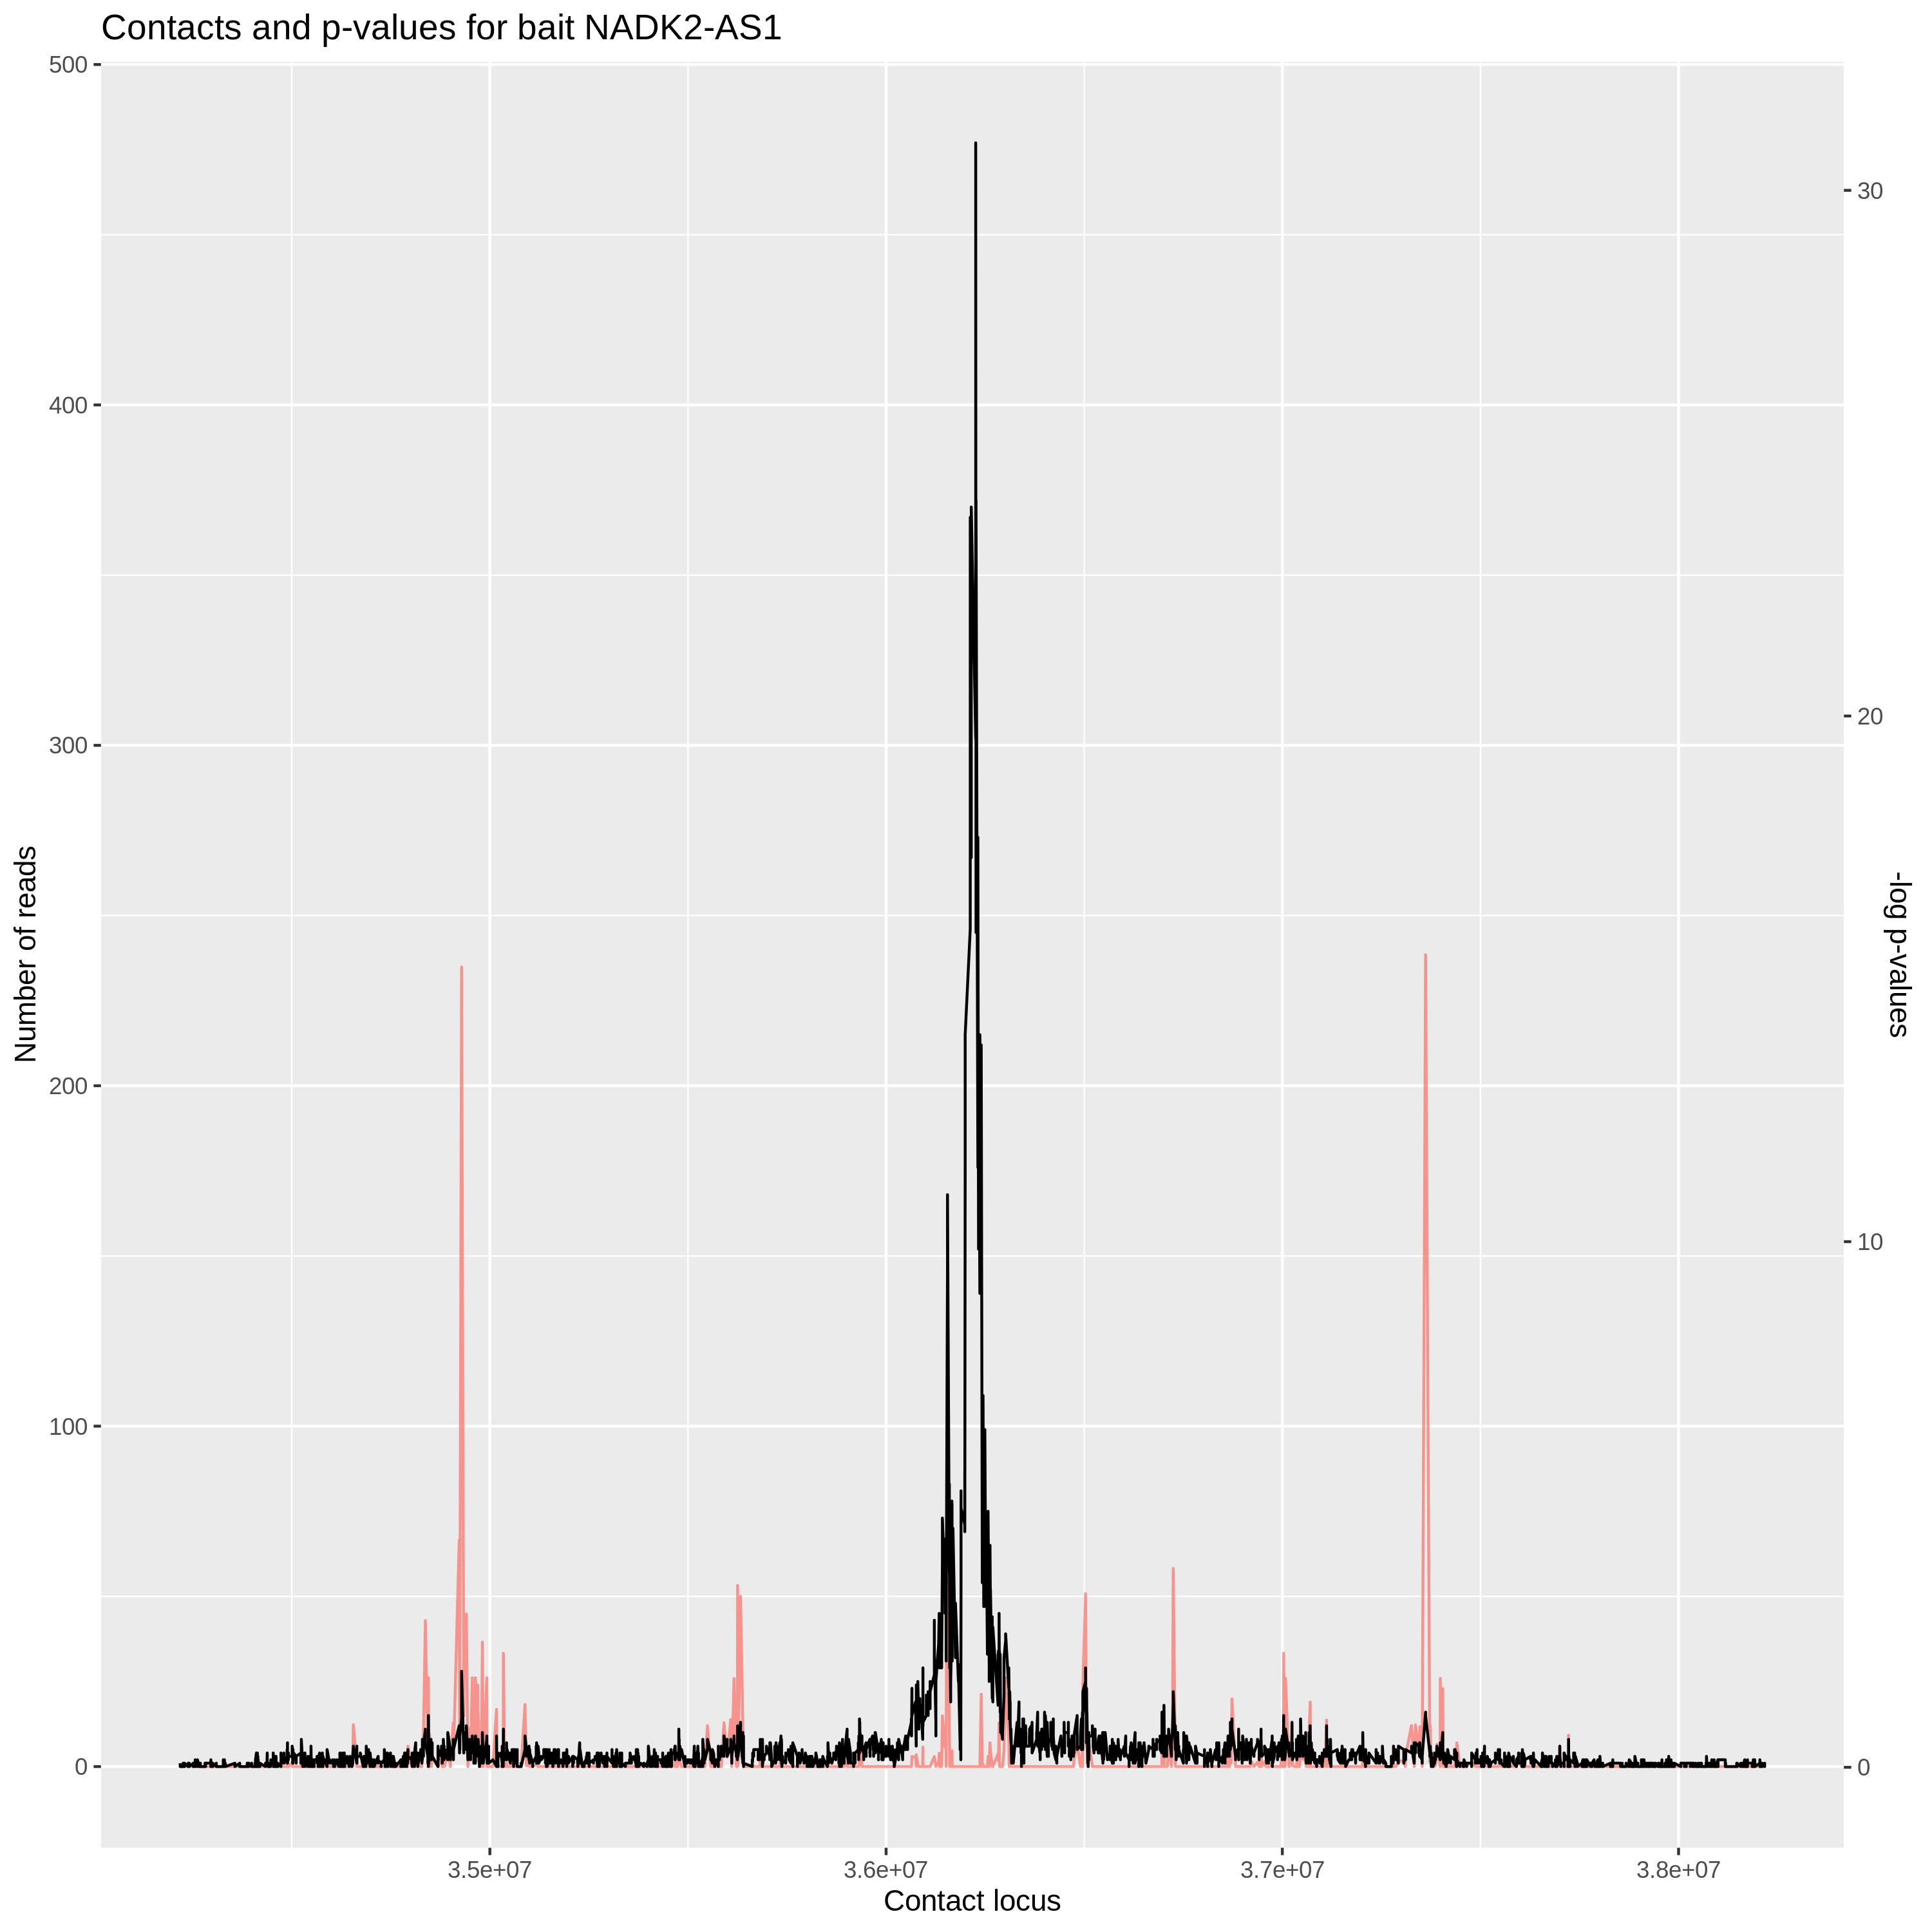 Contacts and p-values for bait NADK2-AS1
500
400
300
200
100
0
Number of reads
30
20
10
0
-log p-values
3.5e+07
3.6e+07
3.7e+07
3.8e+07
Contact locus